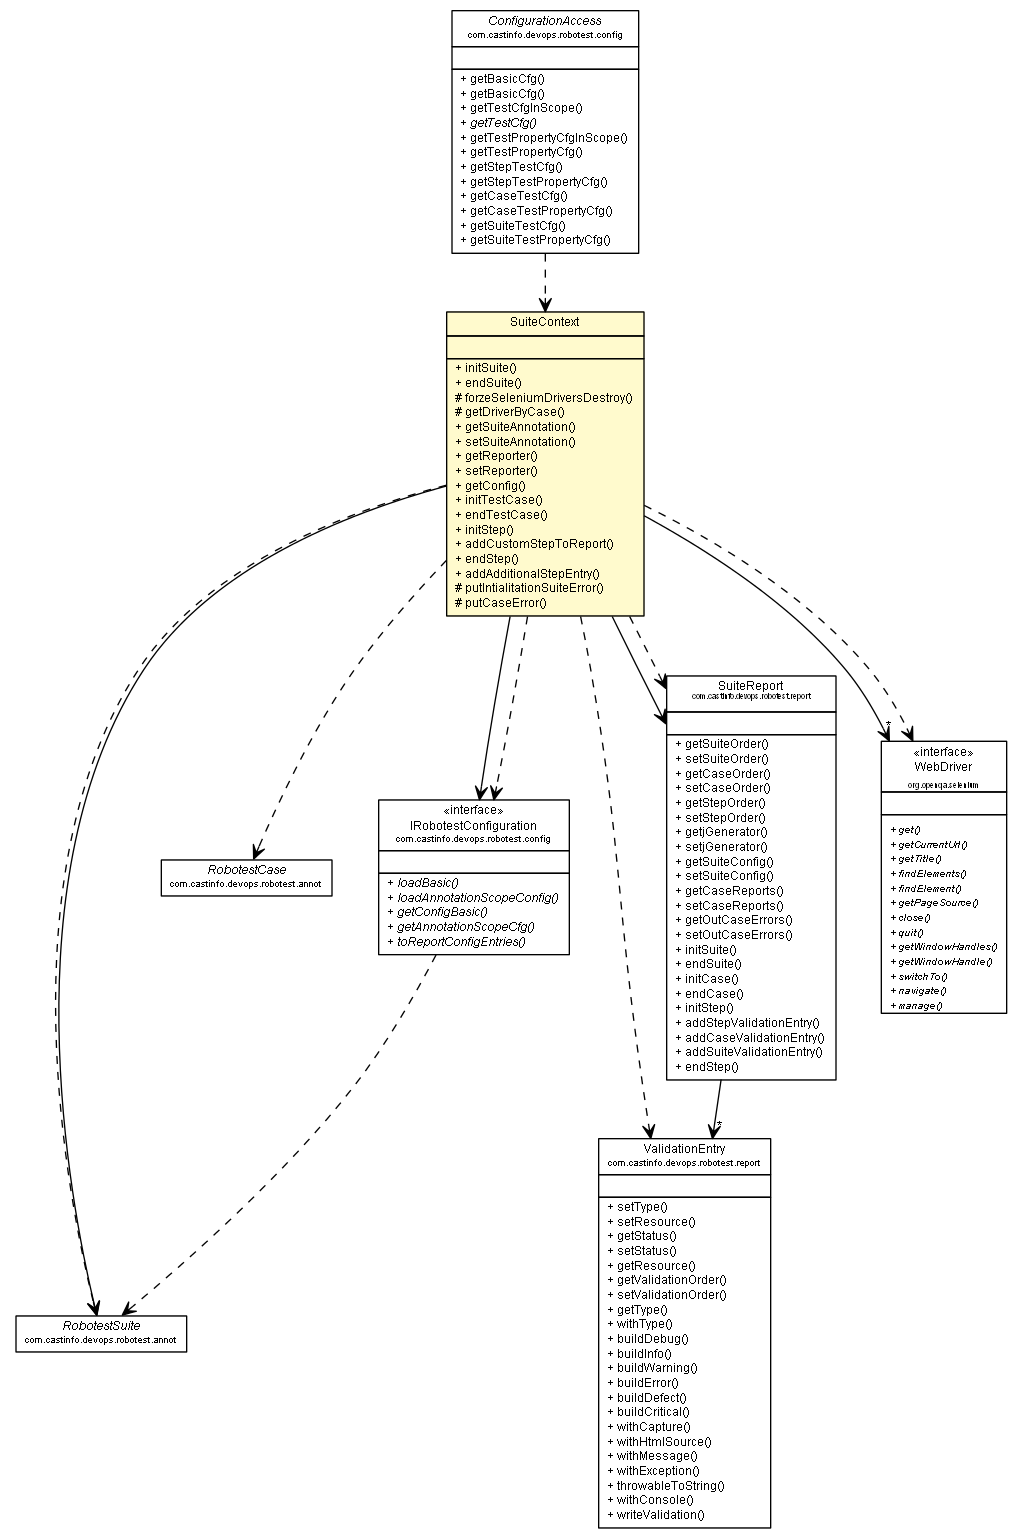 ConfigurationAccess
com.castinfo.devops.robotest.config
+ getBasicCfg()
+ getBasicCfg()
+ getTestCfgInScope()
+ getTestCfg()
+ getTestPropertyCfgInScope()
+ getTestPropertyCfg()
+ getStepTestCfg()
+ getStepTestPropertyCfg()
+ getCaseTestCfg()
+ getCaseTestPropertyCfg()
+ getSuiteTestCfg()
+ getSuiteTestPropertyCfg()
SuiteContext
+ initSuite()
+ endSuite()
# forzeSeleniumDriversDestroy()
# getDriverByCase()
+ getSuiteAnnotation()
+ setSuiteAnnotation()
+ getReporter()
+ setReporter()
+ getConfig()
+ initTestCase()
+ endTestCase()
+ initStep()
+ addCustomStepToReport()
+ endStep()
+ addAdditionalStepEntry()
# putIntialitationSuiteError()
# putCaseError()
SuiteReport
com.castinfo.devops.robotest.report
+ getSuiteOrder()
+ setSuiteOrder()
+ getCaseOrder()
+ setCaseOrder()
+ getStepOrder()
+ setStepOrder()
+ getjGenerator()
+ setjGenerator()
+ getSuiteConfig()
+ setSuiteConfig()
+ getCaseReports()
+ setCaseReports()
+ getOutCaseErrors()
+ setOutCaseErrors()
+ initSuite()
+ endSuite()
+ initCase()
+ endCase()
+ initStep()
+ addStepValidationEntry()
+ addCaseValidationEntry()
+ addSuiteValidationEntry()
+ endStep()
*
«interface»
WebDriver
org.openqa.selenium
+ get()
+ getCurrentUrl()
+ getTitle()
+ findElements()
+ findElement()
+ getPageSource()
+ close()
+ quit()
+ getWindowHandles()
+ getWindowHandle()
+ switchTo()
+ navigate()
+ manage()
«interface»
IRobotestConfiguration
com.castinfo.devops.robotest.config
+ loadBasic()
+ loadAnnotationScopeConfig()
+ getConfigBasic()
+ getAnnotationScopeCfg()
+ toReportConfigEntries()
RobotestCase
com.castinfo.devops.robotest.annot
*
ValidationEntry
com.castinfo.devops.robotest.report
+ setType()
+ setResource()
+ getStatus()
+ setStatus()
+ getResource()
+ getValidationOrder()
+ setValidationOrder()
+ getType()
+ withType()
+ buildDebug()
+ buildInfo()
+ buildWarning()
+ buildError()
+ buildDefect()
+ buildCritical()
+ withCapture()
+ withHtmlSource()
+ withMessage()
+ withException()
+ throwableToString()
+ withConsole()
+ writeValidation()
RobotestSuite
com.castinfo.devops.robotest.annot